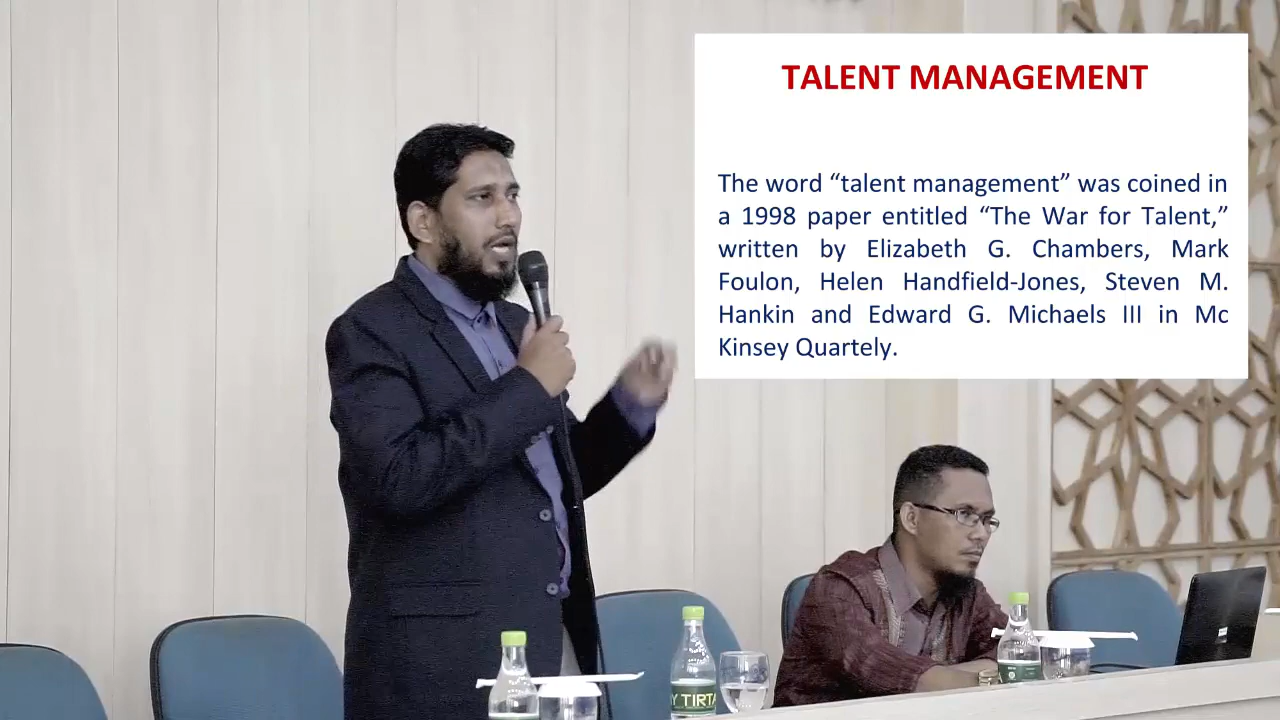 TALENT MANAGEMENT
The word “talent management” was coined in
a 1998 paper entitled “The War for Talent,”
written by Elizabeth G. Chambers, Mark
Foulon, Helen Handfield-Jones, Steven M.
Hankin and Edward G. Michaels III in Mc
Kinsey Quartely.
Y TIRTA